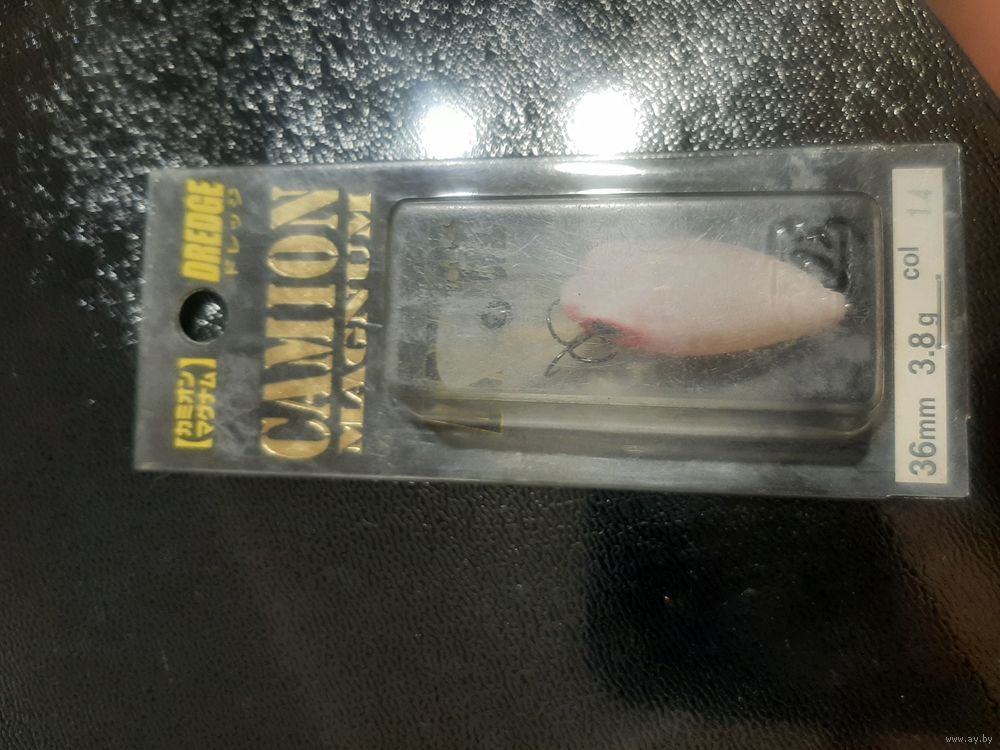 【カミオン
マグナム】
DREDGE
ドレッジ
CAMION
MAGNUM
36mm 3.8g col 14
www.ay.by